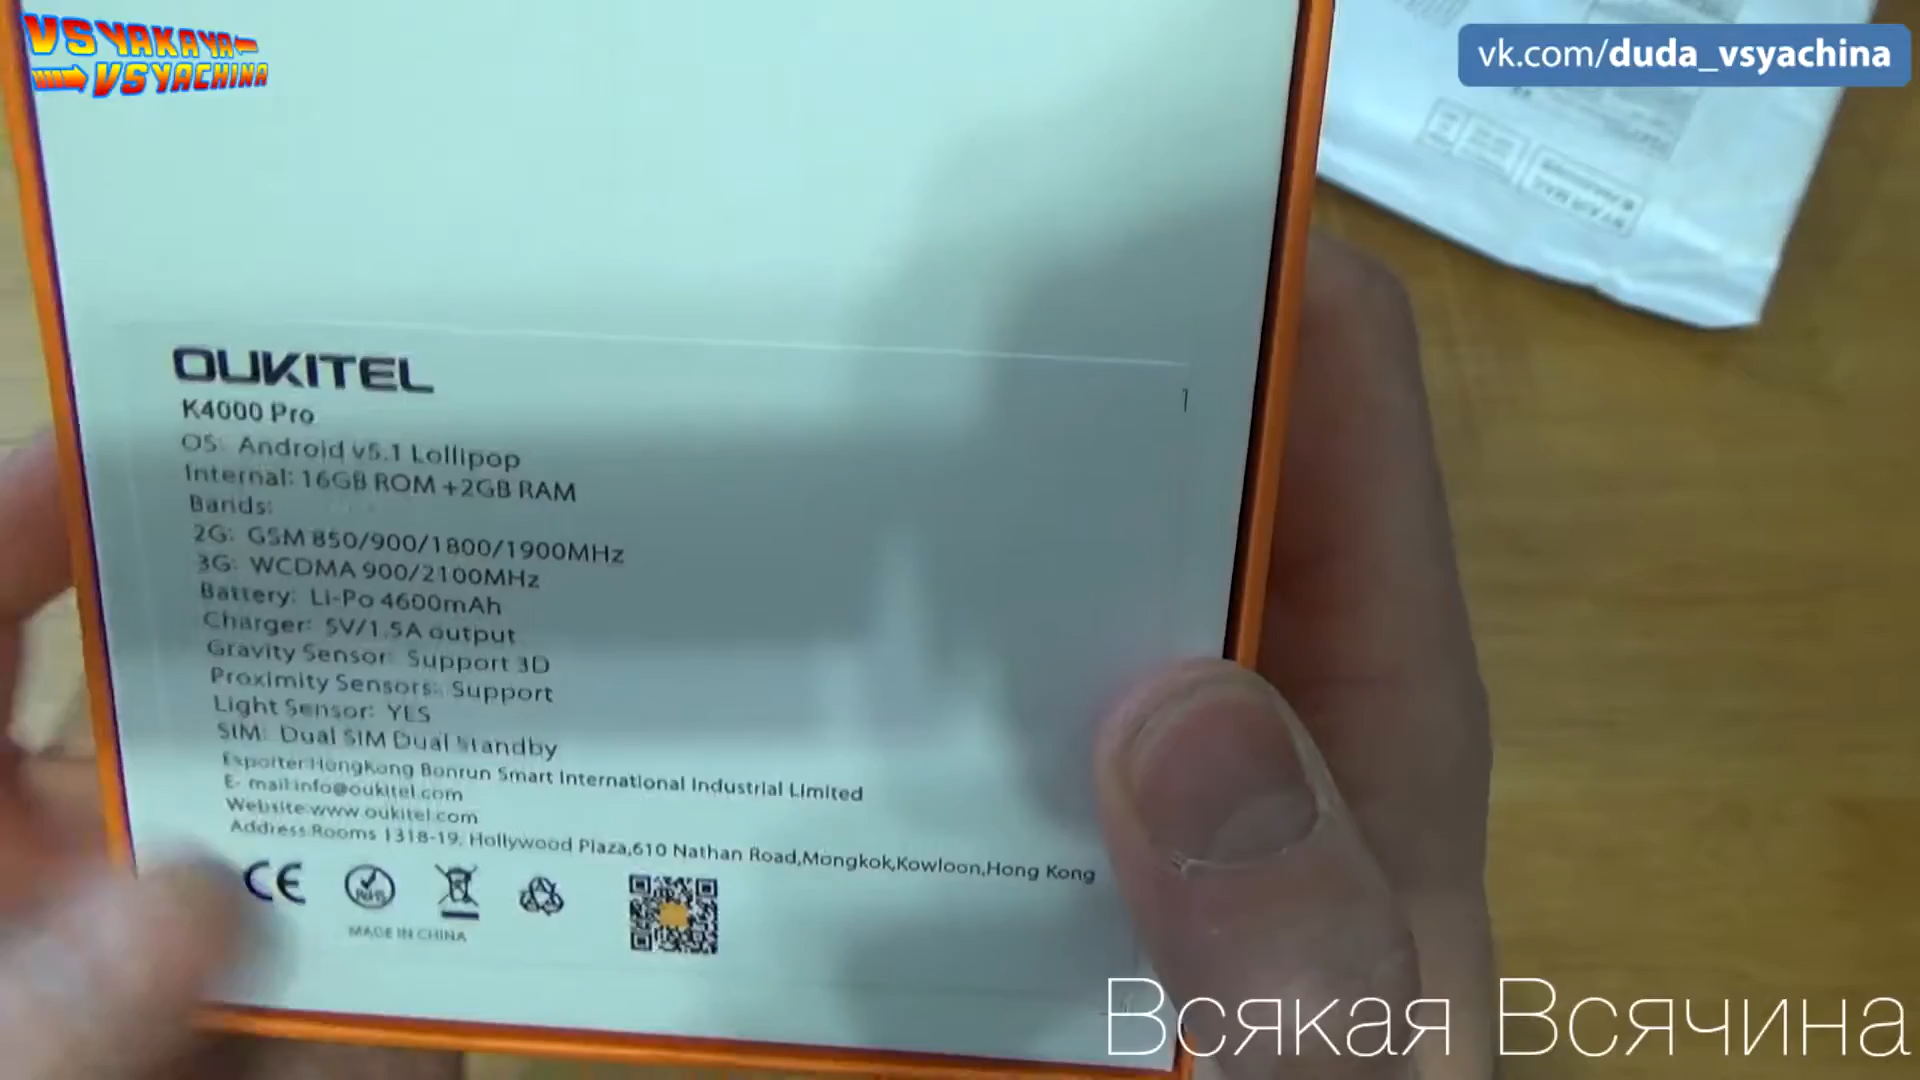 VSYAKAYA
VSYACHINA
vk.com/duda_vsyachina
BY AIR MAIL
OUKITEL
K4000 Pro
OS: Android v5.1 Lollipop
Internal: 16GB ROM +2GB RAM
Bands:
2G: GSM 850/900/1800/1900MHz
3G: WCDMA 900/2100MHz
Battery: Li-Po 4600mAh
Charger: 5V/1.5A output
Gravity Sensor: Support 3D
Proximity Sensors: Support
Light Sensor: YES
SIM: Dual SIM Dual Standby
Exporter:HongKong Bonrun Smart International Industrial Limited
E- mail:info@oukitel.com
Website:www.oukitel.com
Address:Rooms 1318-19, Hollywood Plaza,610 Nathan Road,Mongkok,Kowloon,Hong Kong
CE
RoHS
MADE IN CHINA
Всякая Всячина